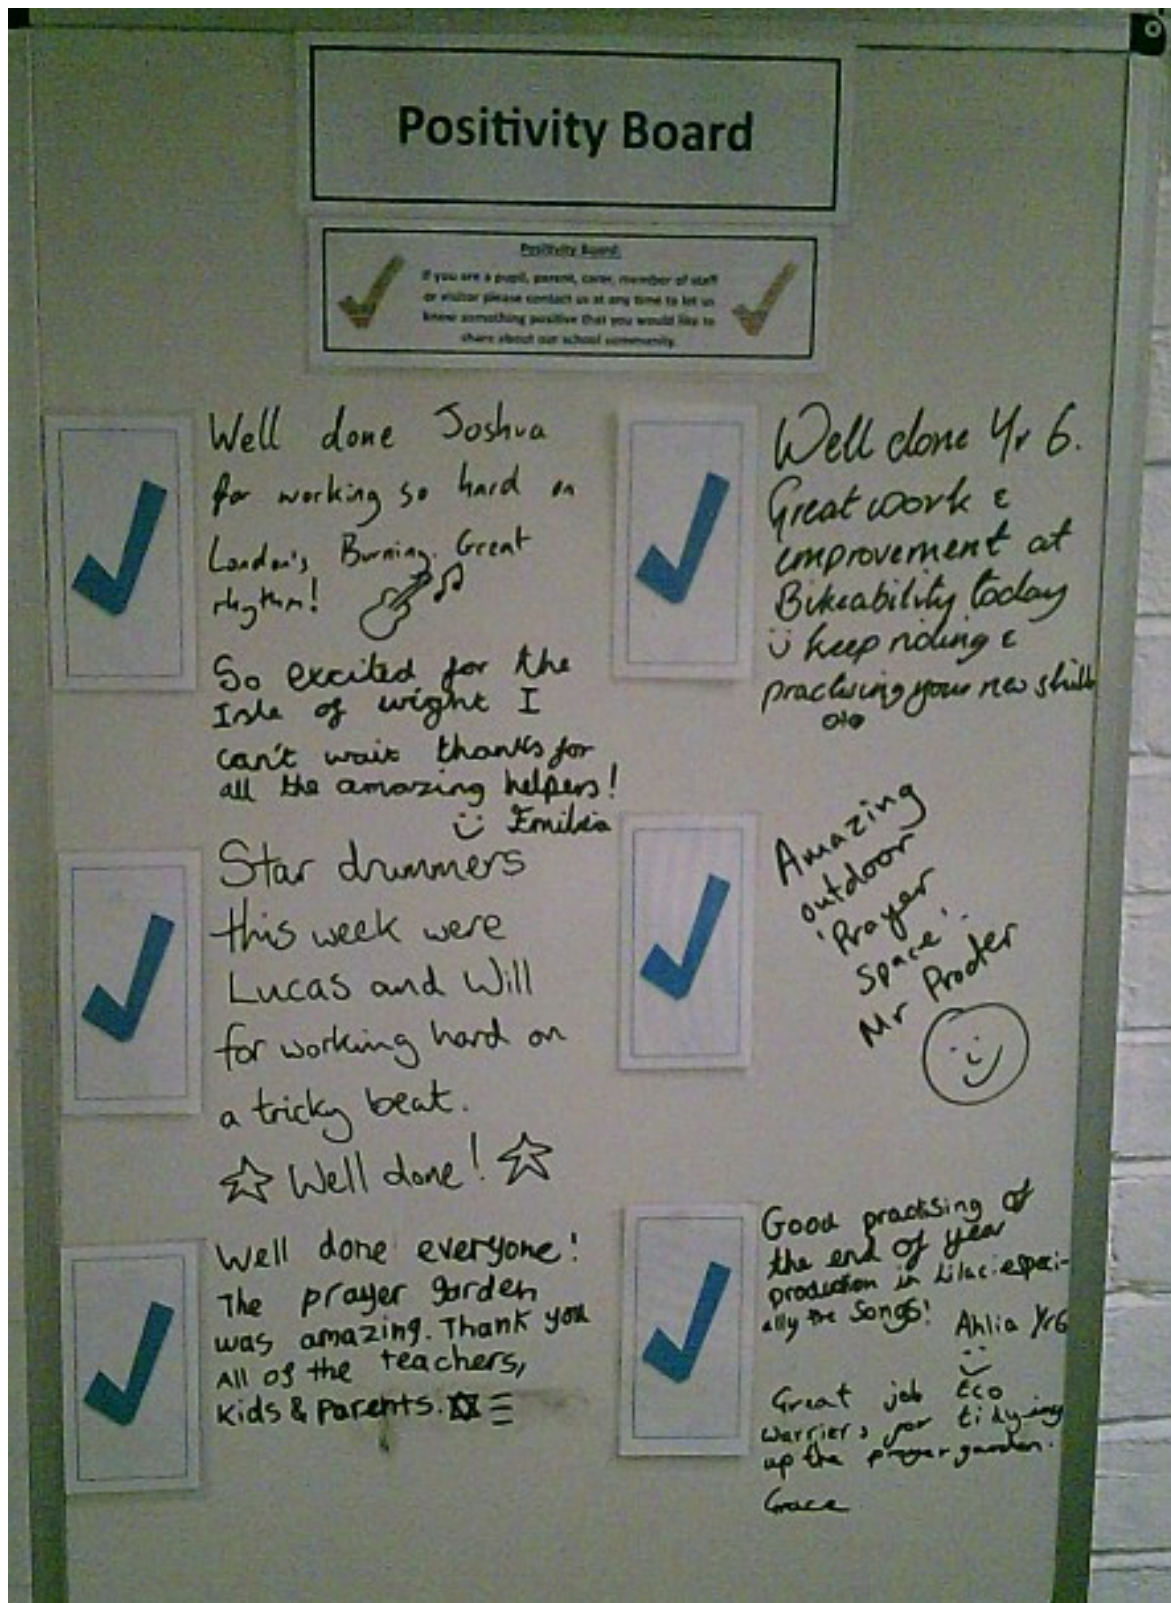 Positivity Board
Positivity Board:
If you are a pupil, parent, carer, member of staff
or visitor please contact us at any time to let us
know something positive that you would like to
share about our school community.
Well done Joshua
for working so hard on
London's Burning. Great
rhythm!
So excited for the
Isle of wight I
can't wait thanks for
all the amazing helpers!
Emilia
Star drummers
this week were
Lucas and Will
for working hard on
a tricky beat.
Well done!
Well done everyone!
The prayer garden
was amazing. Thank you
All of the teachers,
kids & parents.
Well done Yr 6.
Great work &
improvement at
Bikeability today
keep riding &
practising your new skills
Amazing
outdoor
'Prayer
Space'.
Mr Procter
Good practising of
the end of year
production in Lilac especi-
ally the songs!
Ahlia Yr6
Great job Eco
warriers for tidying
up the prayer garden.
Grace